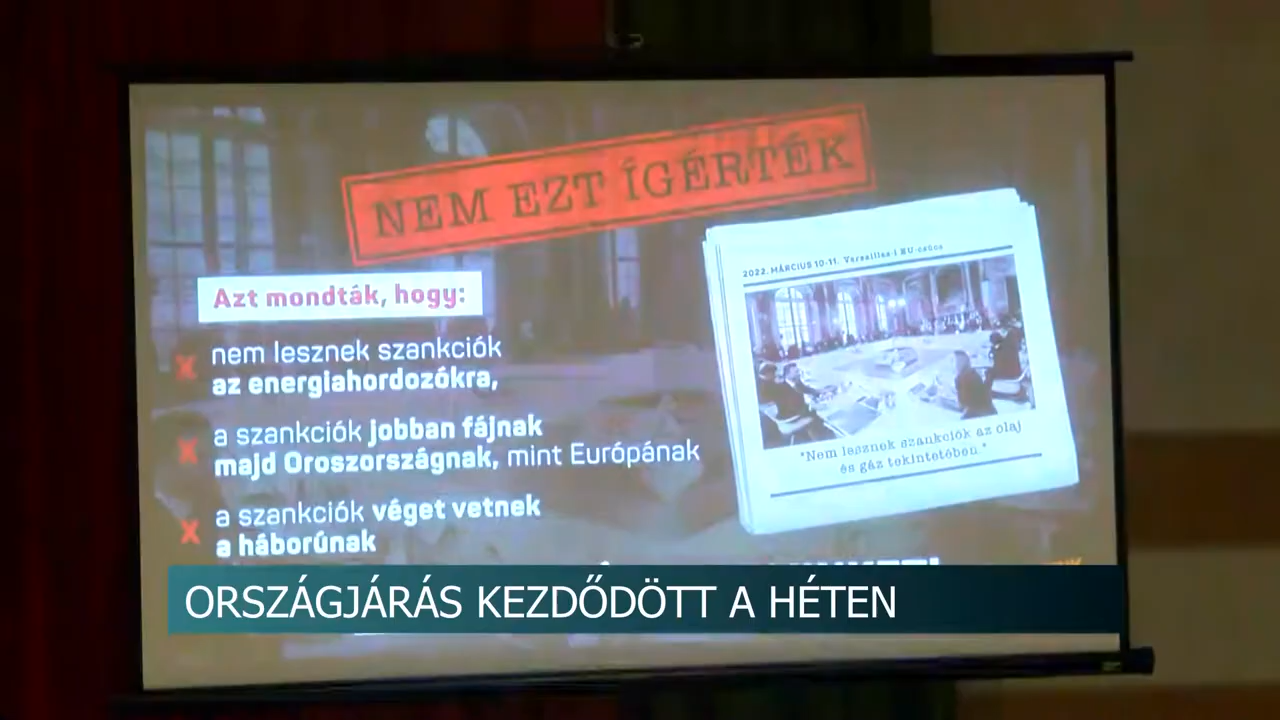 NEM EZT ÍGÉRTÉK
Azt mondták, hogy:
nem lesznek szankciók
az energiahordozókra,
a szankciók jobban fájnak
majd Oroszországnak, mint Európának
a szankciók véget vetnek
a háborúnak
2022. MÁRCIUS 10-11. Versailles-i EU-csúcs
"Nem lesznek szankciók az olaj
és gáz tekintetében."
ORSZÁGJÁRÁS KEZDŐDÖTT A HÉTEN